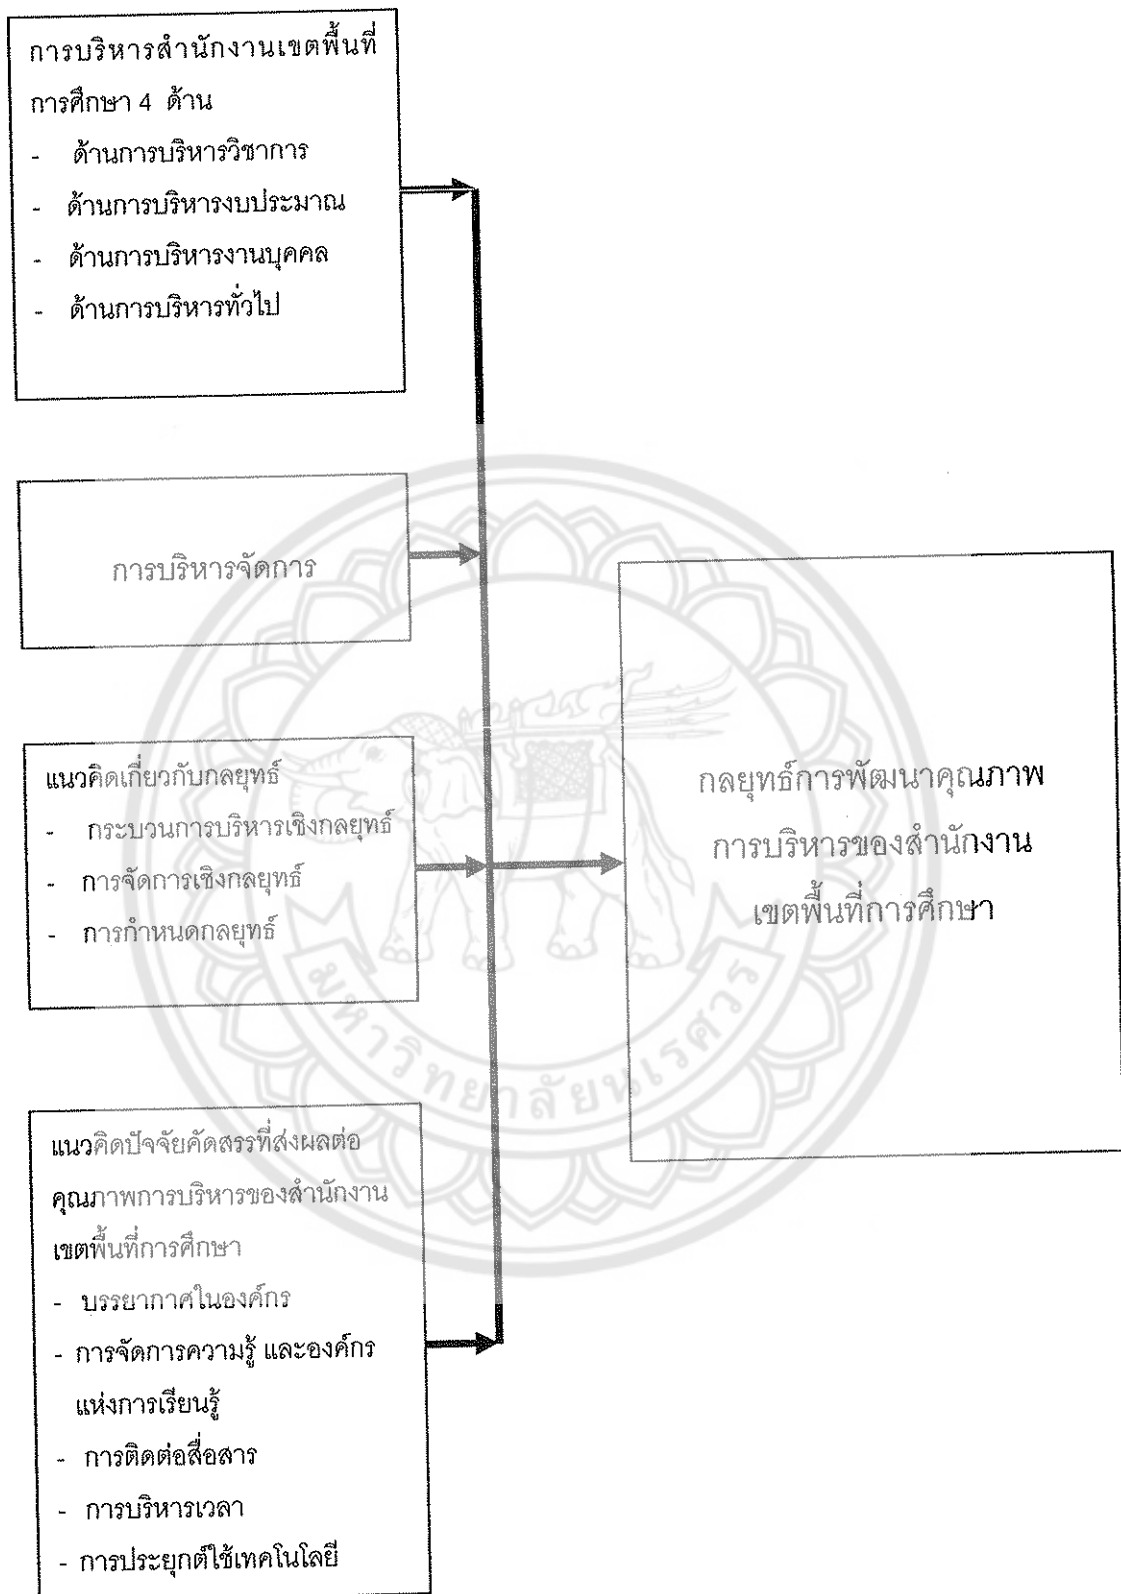 การบริหารสำนักงานเขตพื้นที่
การศึกษา 4 ด้าน
- ด้านการบริหารวิชาการ
- ด้านการบริหารงบประมาณ
- ด้านการบริหารงานบุคคล
- ด้านการบริหารทั่วไป
การบริหารจัดการ
แนวคิดเกี่ยวกับกลยุทธ์
- กระบวนการบริหารเชิงกลยุทธ์
- การจัดการเชิงกลยุทธ์
- การกำหนดกลยุทธ์
แนวคิดปัจจัยคัดสรรที่ส่งผลต่อ
คุณภาพการบริหารของสำนักงาน
เขตพื้นที่การศึกษา
- บรรยากาศในองค์กร
- การจัดการความรู้ และองค์กร
แห่งการเรียนรู้
- การติดต่อสื่อสาร
- การบริหารเวลา
- การประยุกต์ใช้เทคโนโลยี
กลยุทธ์การพัฒนาคุณภาพ
การบริหารของสำนักงาน
เขตพื้นที่การศึกษา
มหาวิทยาลัยนเรศวร